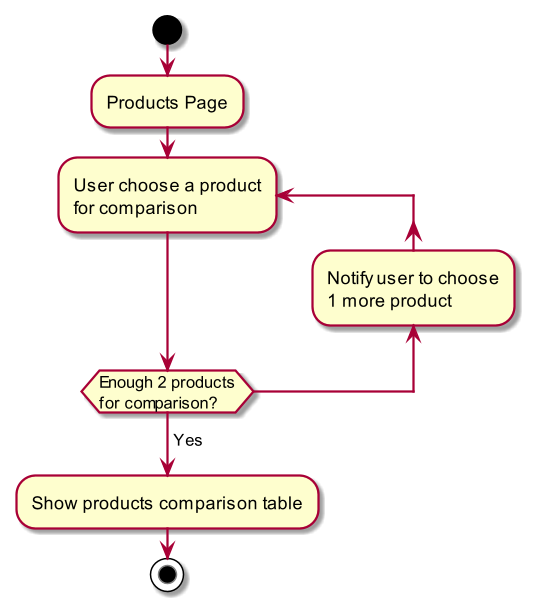 Products Page
User choose a product
for comparison
Notify user to choose
1 more product
Enough 2 products
for comparison?
Yes
Show products comparison table